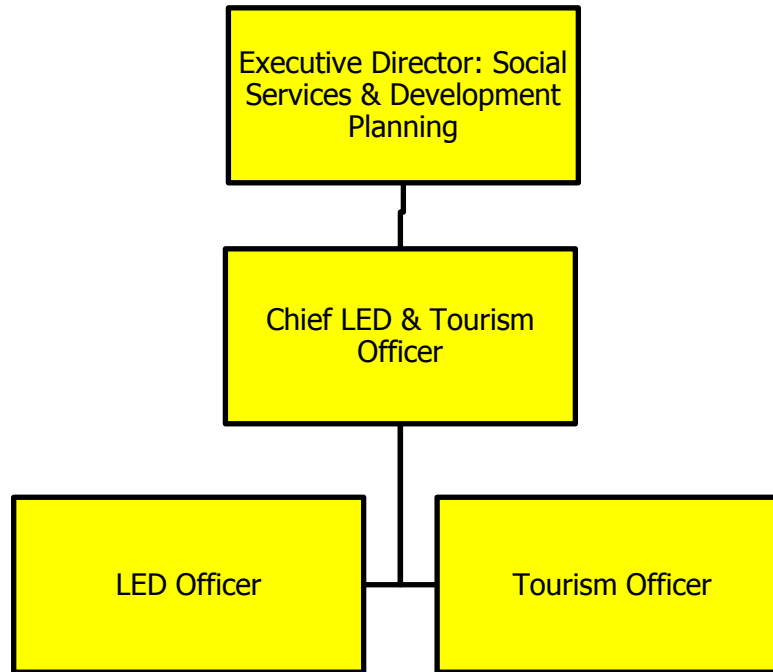 Executive Director: Social
Services & Development
Planning
Chief LED & Tourism
Officer
LED Officer
Tourism Officer